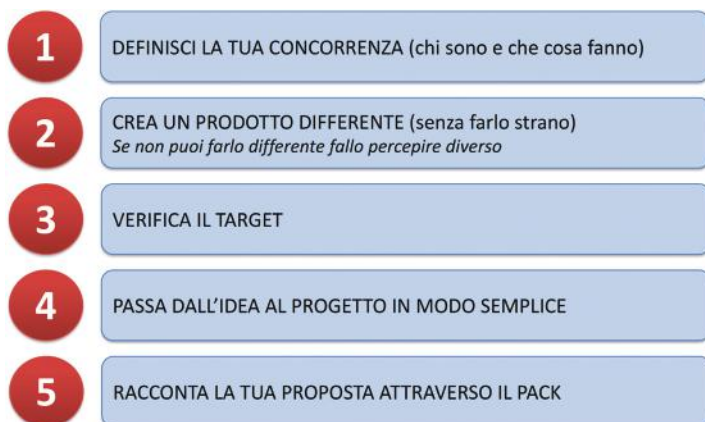 1
DEFINISCI LA TUA CONCORRENZA (chi sono e che cosa fanno)
2
CREA UN PRODOTTO DIFFERENTE (senza farlo strano)
Se non puoi farlo differente fallo percepire diverso
3
VERIFICA IL TARGET
4
PASSA DALL'IDEA AL PROGETTO IN MODO SEMPLICE
5
RACCONTA LA TUA PROPOSTA ATTRAVERSO IL PACK